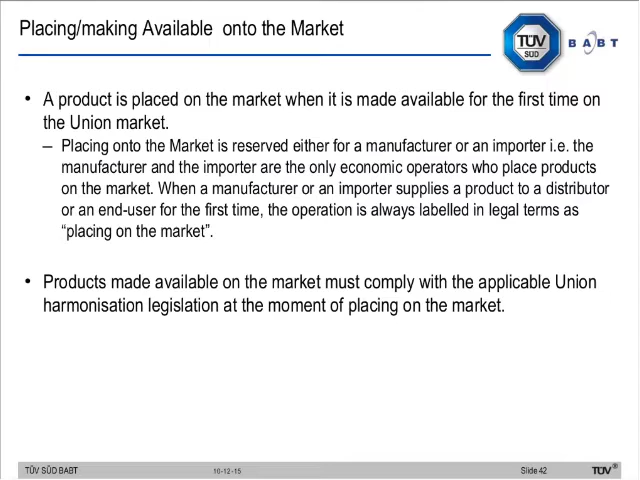 Placing/making Available onto the Market
TÜV
SÜD
BABT
• A product is placed on the market when it is made available for the first time on
the Union market.
– Placing onto the Market is reserved either for a manufacturer or an importer i.e. the
manufacturer and the importer are the only economic operators who place products
on the market. When a manufacturer or an importer supplies a product to a distributor
or an end-user for the first time, the operation is always labelled in legal terms as
“placing on the market”.
• Products made available on the market must comply with the applicable Union
harmonisation legislation at the moment of placing on the market.
TÜV SÜD BABT 10-12-15 Slide 42 TÜV®